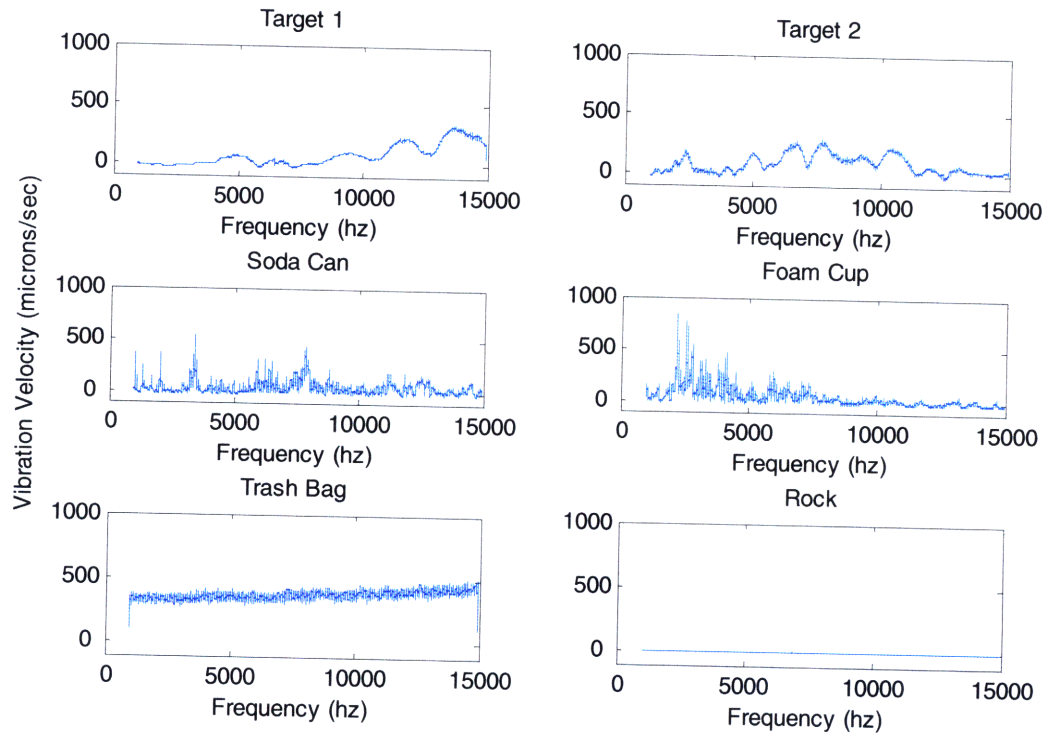 Vibration Velocity (microns/sec)
Target 1
1000
500
0
0 5000 10000 15000
Frequency (hz)
Target 2
1000
500
0
0 5000 10000 15000
Frequency (hz)
Soda Can
1000
500
0
0 5000 10000 15000
Frequency (hz)
Foam Cup
1000
500
0
0 5000 10000 15000
Frequency (hz)
Trash Bag
1000
500
0
0 5000 10000 15000
Frequency (hz)
Rock
1000
500
0
0 5000 10000 15000
Frequency (hz)